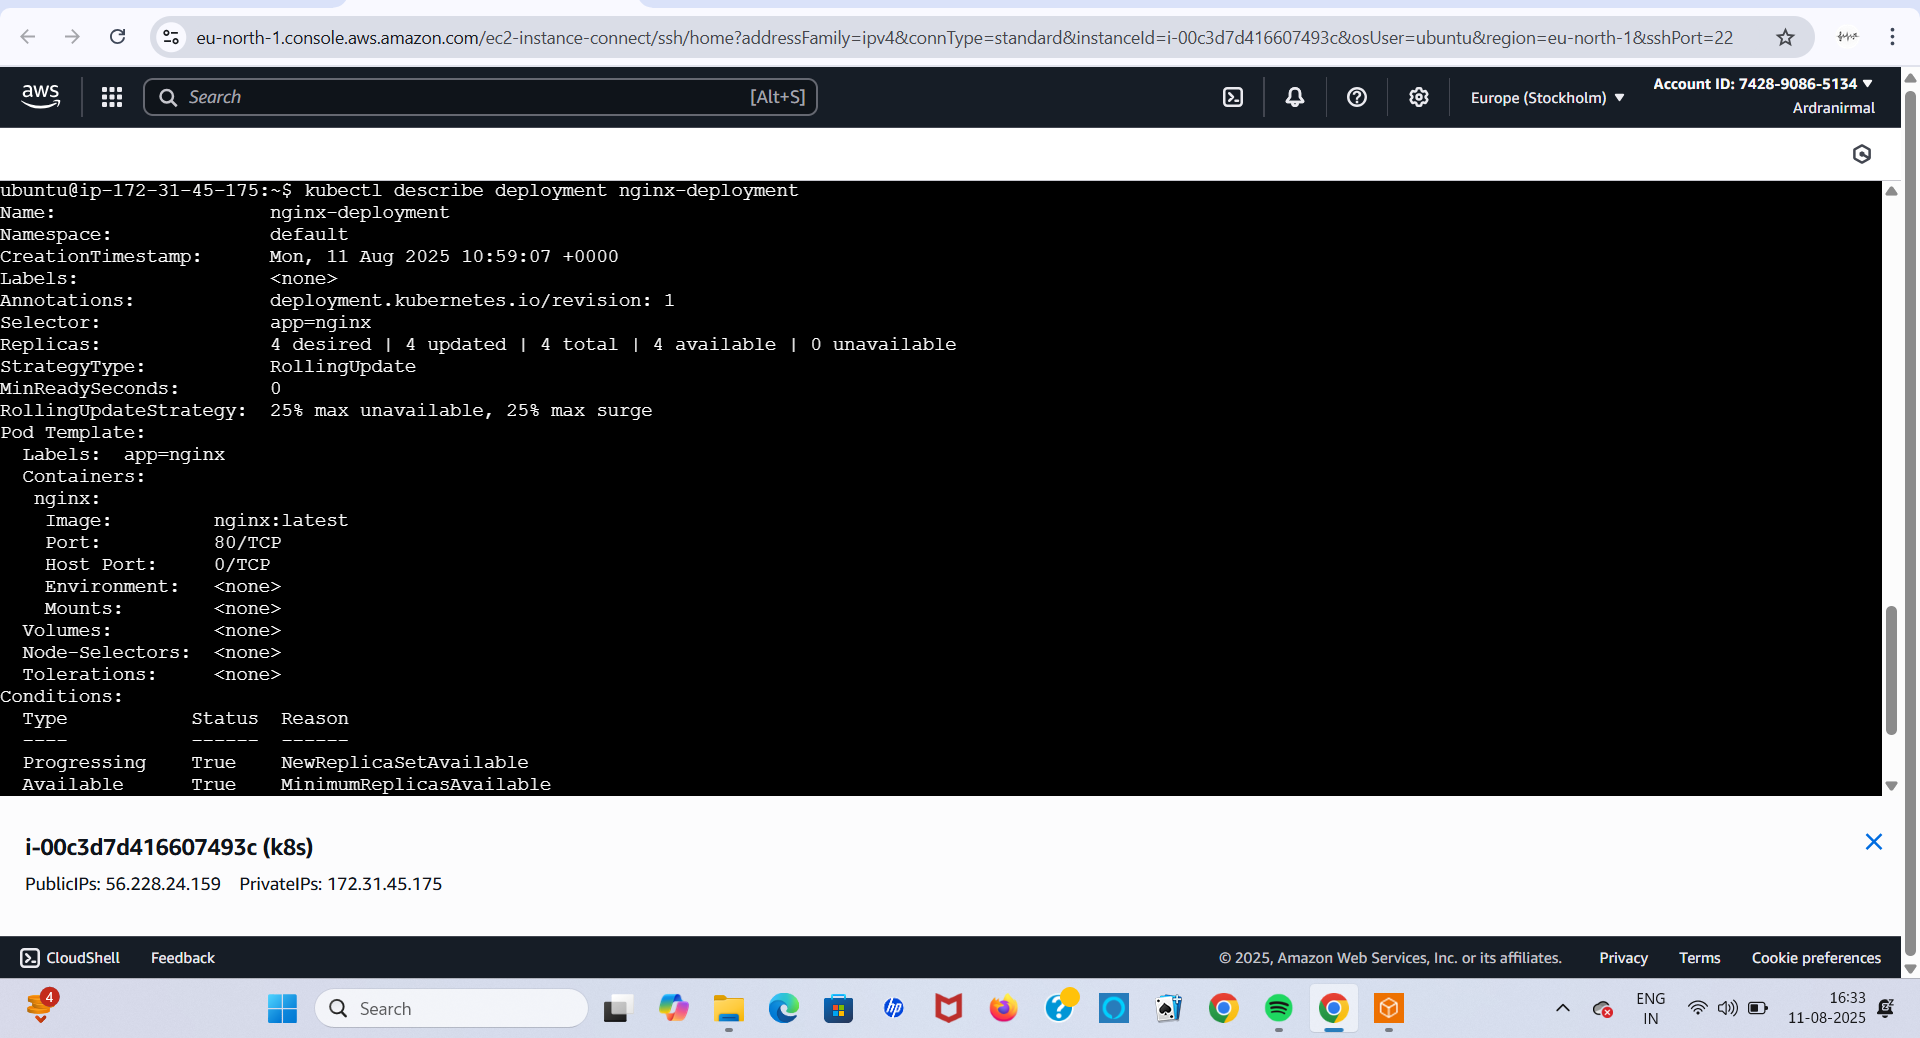 eu-north-1.console.aws.amazon.com/ec2-instance-connect/ssh/home?addressFamily=ipv4&connType=standard&instanceId=i-00c3d7d416607493c&osUser=ubuntu&region=eu-north-1&sshPort=22
aws
Search [Alt+S]
Europe (Stockholm)
Account ID: 7428-9086-5134
Ardranirmal
ubuntu@ip-172-31-45-175:~$ kubectl describe deployment nginx-deployment
Name: nginx-deployment
Namespace: default
CreationTimestamp: Mon, 11 Aug 2025 10:59:07 +0000
Labels: <none>
Annotations: deployment.kubernetes.io/revision: 1
Selector: app=nginx
Replicas: 4 desired | 4 updated | 4 total | 4 available | 0 unavailable
StrategyType: RollingUpdate
MinReadySeconds: 0
RollingUpdateStrategy: 25% max unavailable, 25% max surge
Pod Template:
Labels: app=nginx
Containers:
nginx:
Image: nginx:latest
Port: 80/TCP
Host Port: 0/TCP
Environment: <none>
Mounts: <none>
Volumes: <none>
Node-Selectors: <none>
Tolerations: <none>
Conditions:
Type Status Reason
---- ------ ------
Progressing True NewReplicaSetAvailable
Available True MinimumReplicasAvailable
i-00c3d7d416607493c (k8s)
PublicIPs: 56.228.24.159 PrivateIPs: 172.31.45.175
CloudShell Feedback © 2025, Amazon Web Services, Inc. or its affiliates. Privacy Terms Cookie preferences
4
Search
hp
ENG
IN
16:33
11-08-2025